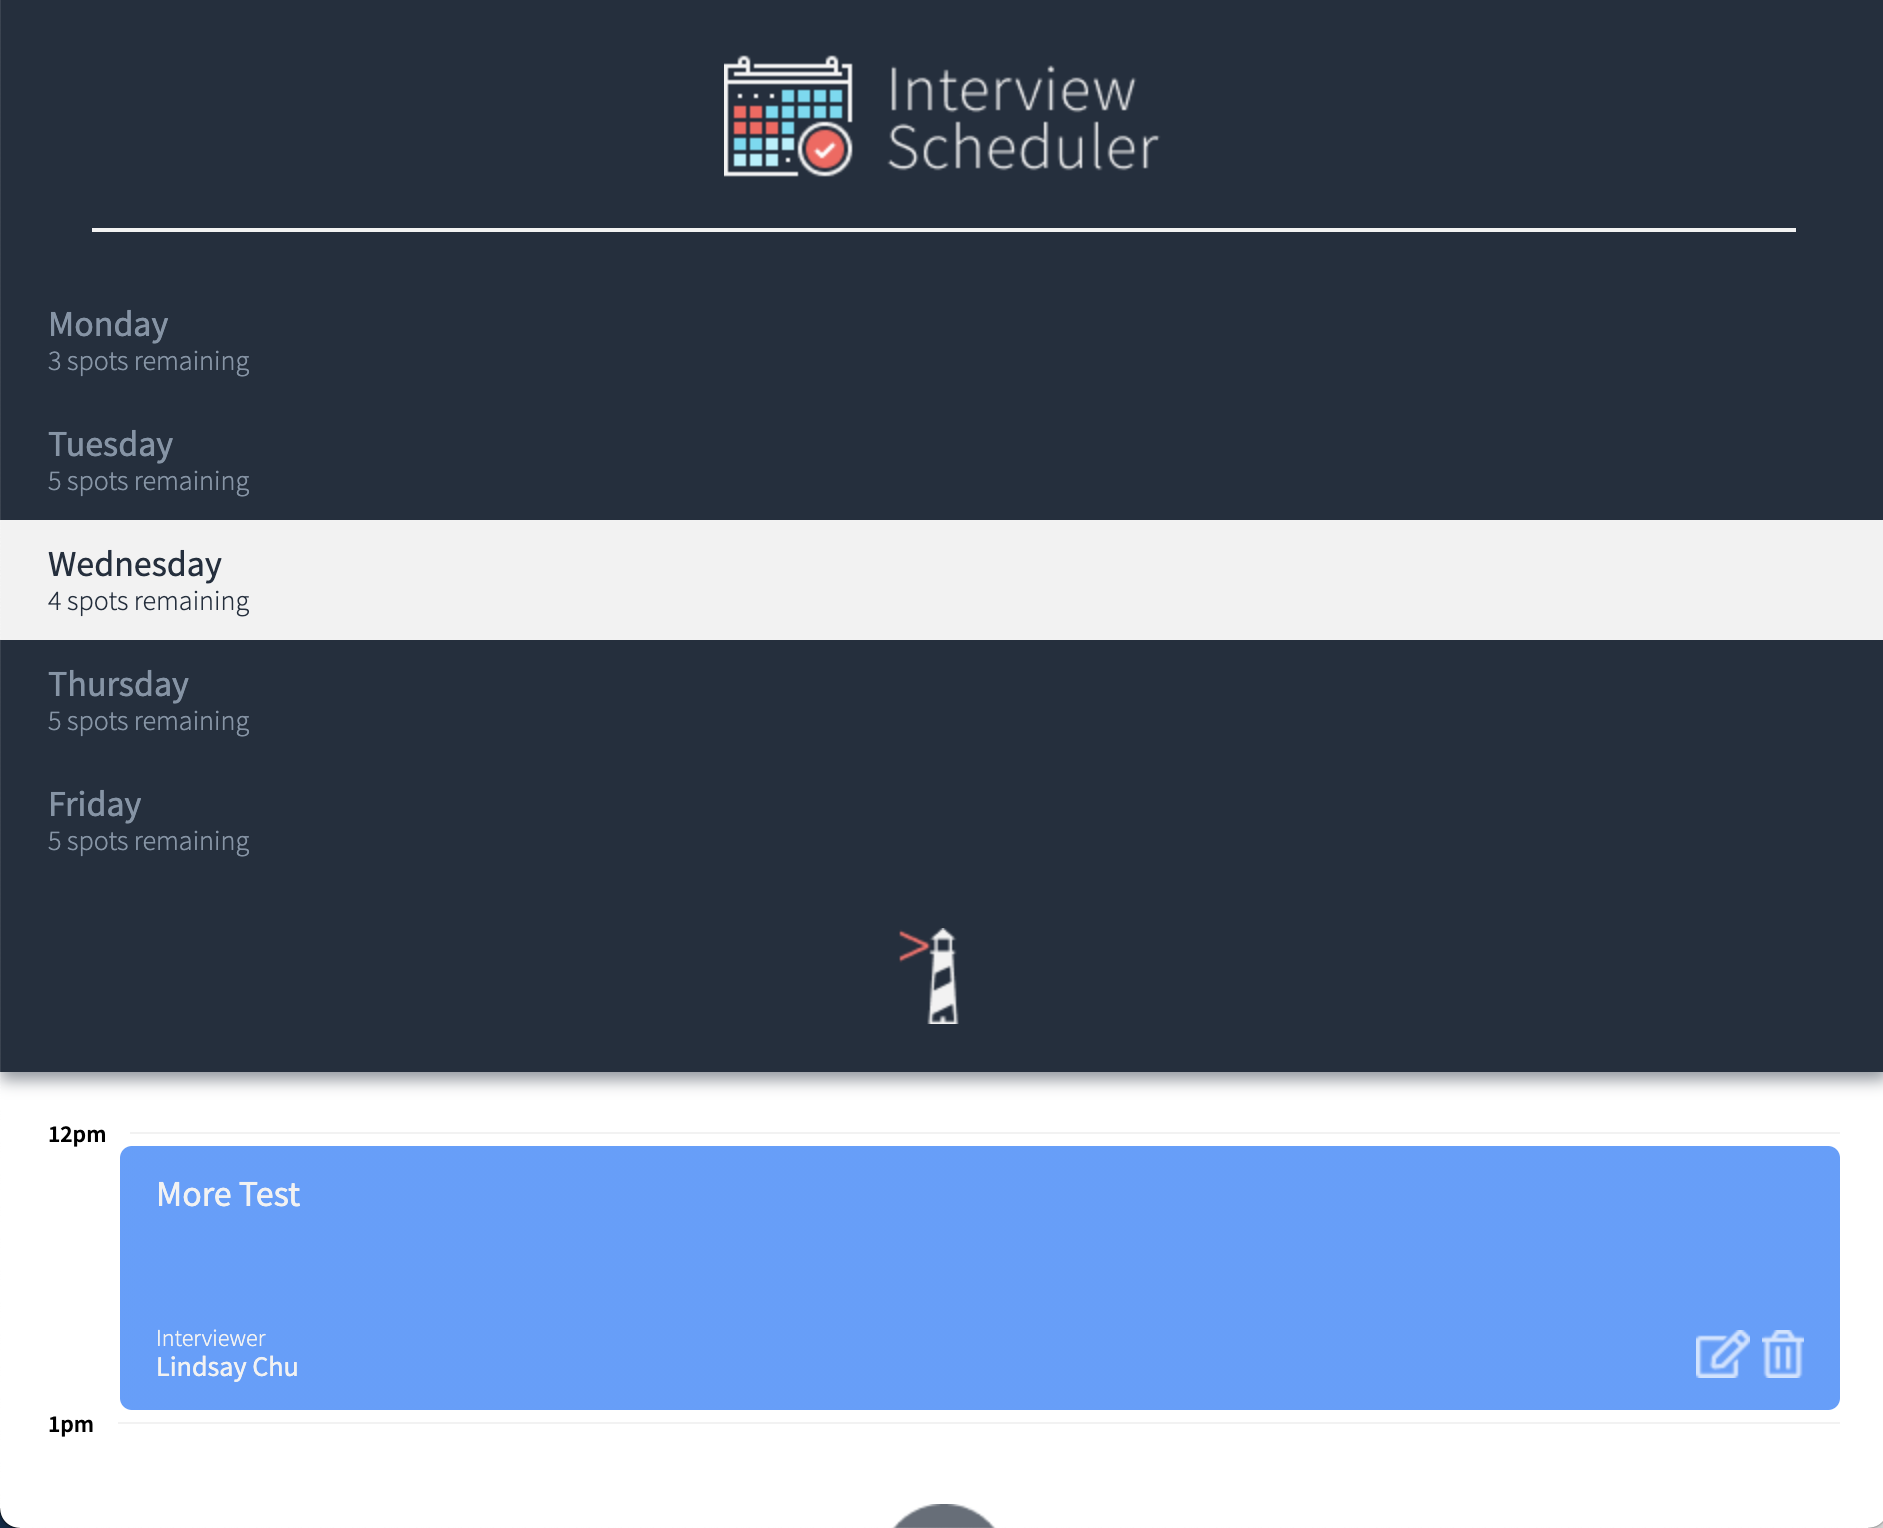 Interview
Scheduler
Monday
3 spots remaining
Tuesday
5 spots remaining
Wednesday
4 spots remaining
Thursday
5 spots remaining
Friday
5 spots remaining
12pm
More Test
Interviewer
Lindsay Chu
1pm